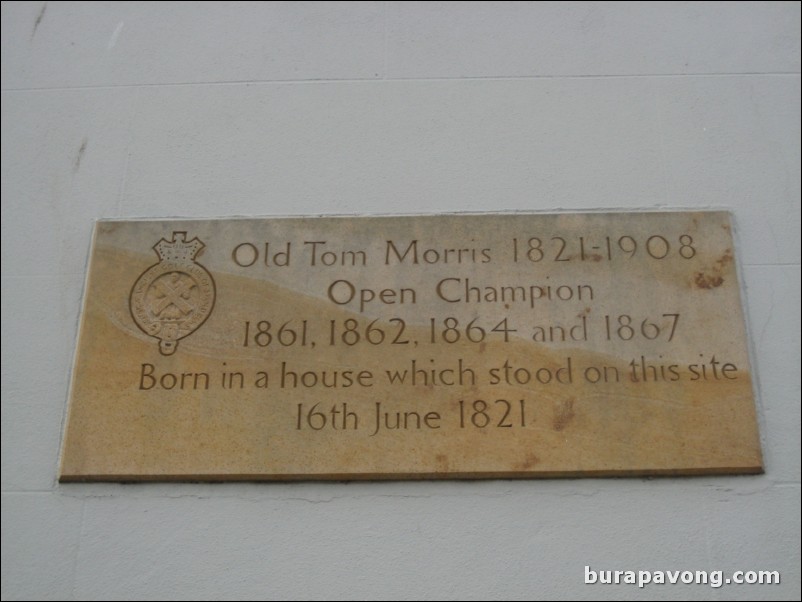 Old Tom Morris 1821-1908
Open Champion
1861, 1862, 1864 and 1867
Born in a house which stood on this site
16th June 1821
burapavong.com